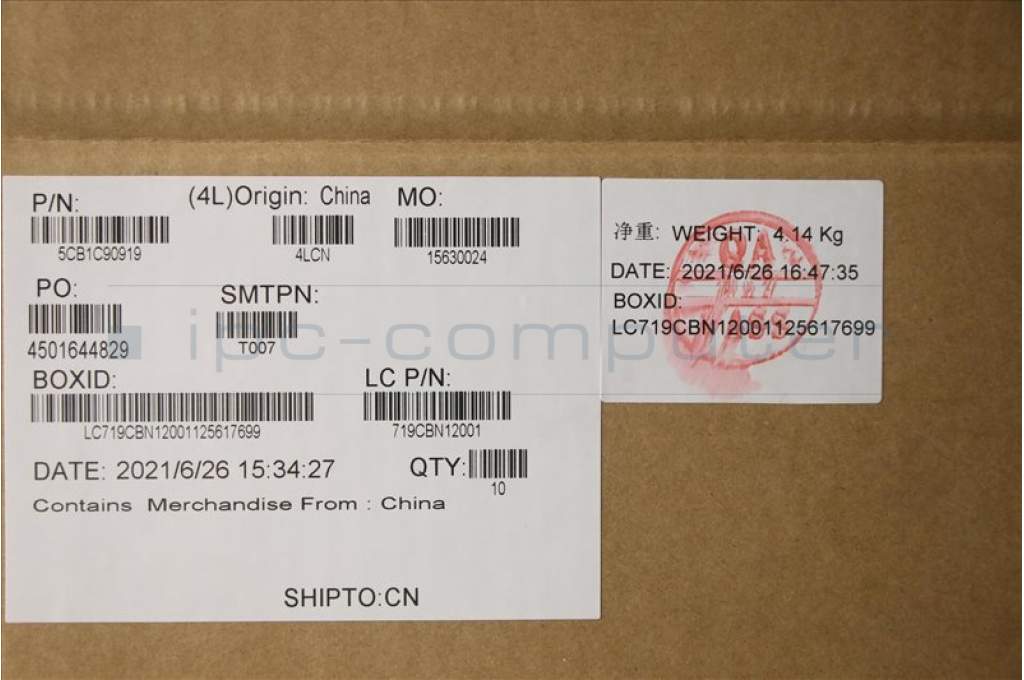 P/N:
5CB1C90919
(4L)Origin: China
4LCN
MO:
15630024
PO:
4501644829
SMTPN:
T007
BOXID:
LC719CBN12001125617699
LC P/N:
719CBN12001
DATE: 2021/6/26 15:34:27
QTY:
10
Contains Merchandise From : China
SHIPTO:CN
净重: WEIGHT: 4.14 Kg
DATE: 2021/6/26 16:47:35
BOXID:
LC719CBN12001125617699
QA
ipc-computer